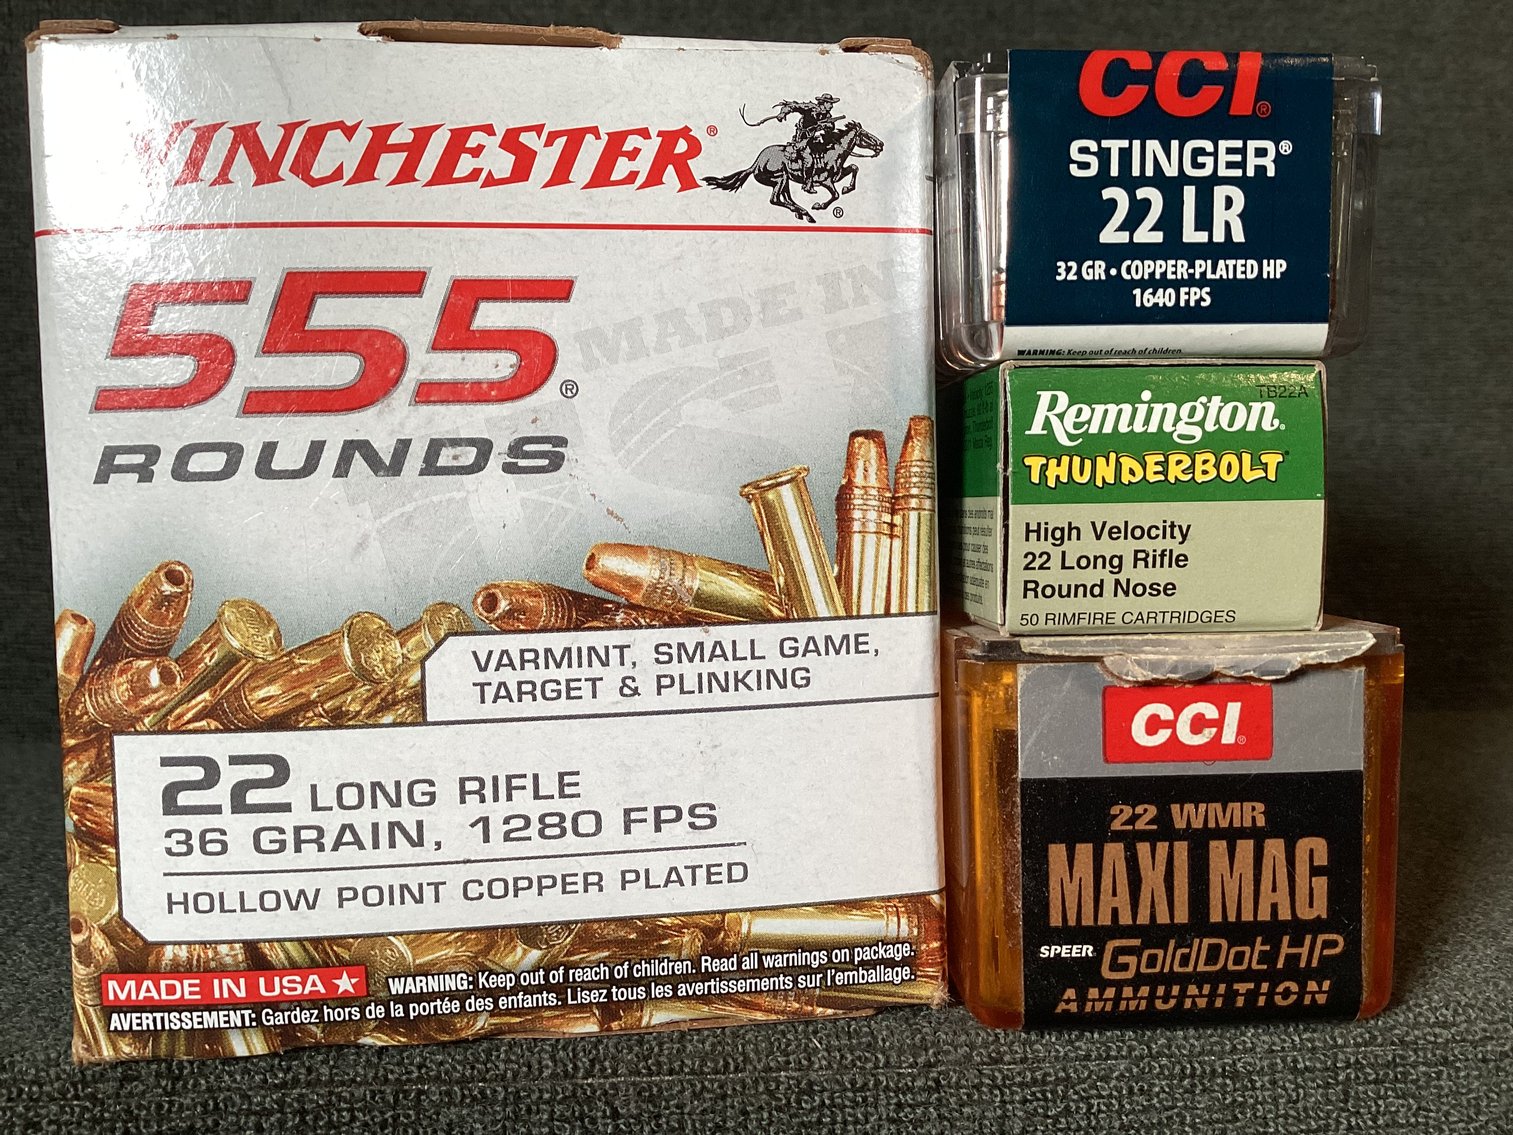 WINCHESTER®
®
555®
ROUNDS
MADE IN
VARMINT, SMALL GAME,
TARGET & PLINKING
22 LONG RIFLE
36 GRAIN, 1280 FPS
HOLLOW POINT COPPER PLATED
MADE IN USA
WARNING: Keep out of reach of children. Read all warnings on package.
AVERTISSEMENT: Gardez hors de la portée des enfants. Lisez tous les avertissements sur l'emballage.
CCI®
STINGER®
22 LR
32 GR • COPPER-PLATED HP
1640 FPS
WARNING: Keep out of reach of children.
TB22A
Remington®
THUNDERBOLT
High Velocity
22 Long Rifle
Round Nose
50 RIMFIRE CARTRIDGES
CCI®
22 WMR
MAXI MAG
SPEER GoldDot HP
AMMUNITION